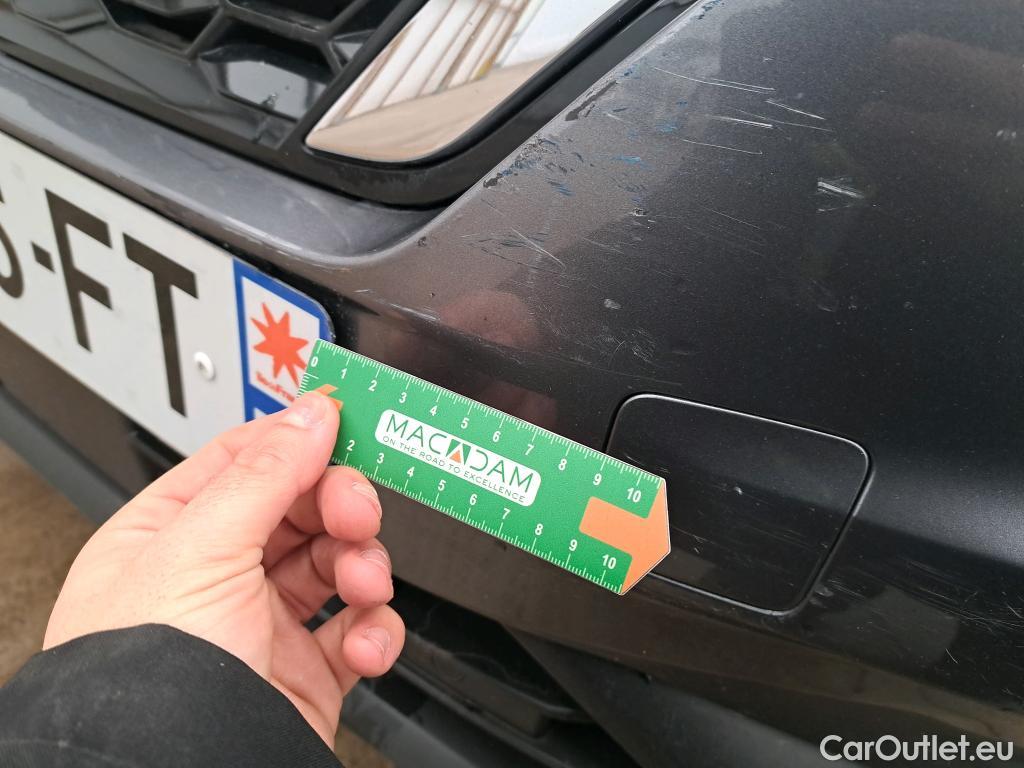 -FT
0 1 2 3 4 5 6 7 8 9 10
MACADAM
ON THE ROAD TO EXCELLENCE
2 3 4 5 6 7 8 9 10
CarOutlet.eu